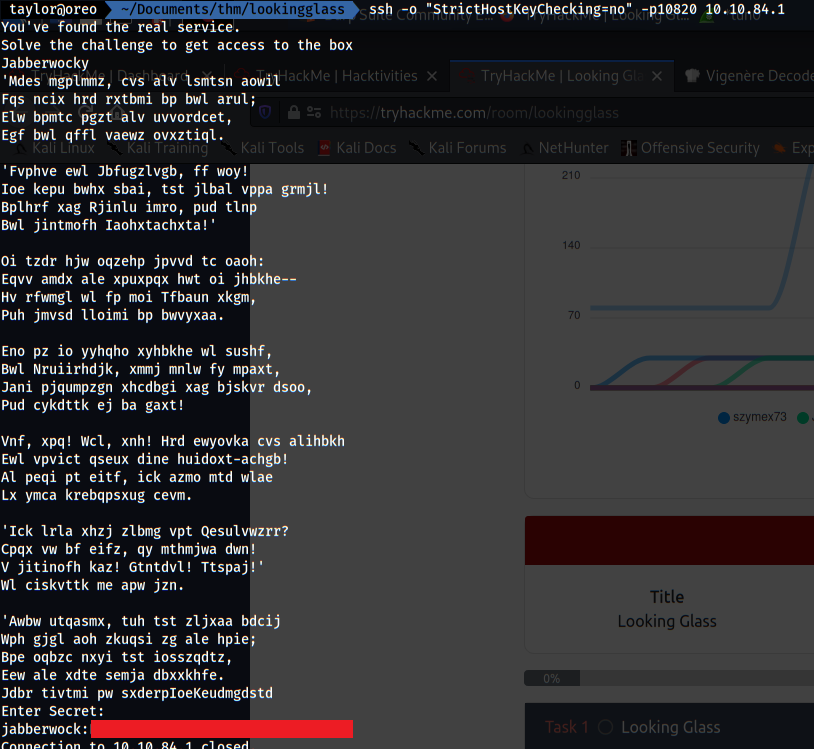 taylor@oreo ~/Documents/thm/lookingglass ssh -o "StrictHostKeyChecking=no" -p10820 10.10.84.1
You've found the real service.
Solve the challenge to get access to the box
Jabberwocky
'Mdes mgplmmz, cvs alv lsmtsn aowil
Fqs ncix hrd rxtbmi bp bwl arul;
Elw bpmtc pgzt alv uvvordcet,
Egf bwl qffl vaewz ovxztiql.
'Fvphve ewl Jbfugzlvgb, ff woy!
Ioe kepu bwhx sbai, tst jlbal vppa grmjl!
Bplhrf xag Rjinlu imro, pud tlnp
Bwl jintmofh Iaohxtachxta!'
Oi tzdr hjw oqzehp jpvvd tc oaoh:
Eqvv amdx ale xpuxpqx hwt oi jhbkhe--
Hv rfwmgl wl fp moi Tfbaun xkgm,
Puh jmvsd lloimi bp bwvyxaa.
Eno pz io yyhqho xyhbkhe wl sushf,
Bwl Nruiirhdjk, xmmj mnlw fy mpaxt,
Jani pjqumpzgn xhcdbgi xag bjskvr dsoo,
Pud cykdttk ej ba gaxt!
Vnf, xpq! Wcl, xnh! Hrd ewyovka cvs alihbkh
Ewl vpvict qseux dine huidoxt-achgb!
Al peqi pt eitf, ick azmo mtd wlae
Lx ymca krebqpsxug cevm.
'Ick lrla xhzj zlbmg vpt Qesulvwzrr?
Cpqx vw bf eifz, qy mthmjwa dwn!
V jitinofh kaz! Gtntdvl! Ttspaj!'
Wl ciskvttk me apw jzn.
'Awbw utqasmx, tuh tst zljxaa bdcij
Wph gjgl aoh zkuqsi zg ale hpie;
Bpe oqbzc nxyi tst iosszqdtz,
Eew ale xdte semja dbxxkhfe.
Jdbr tivtmi pw sxderpIoeKeudmgdstd
Enter Secret:
jabberwock:
Connection to 10.10.84.1 closed
TryHackMe | Dashboard
TryHackMe | Hacktivities
TryHackMe | Looking Gl
Vigenère Decode
https://tryhackme.com/room/lookingglass
Kali Linux
Kali Training
Kali Tools
Kali Docs
Kali Forums
NetHunter
Offensive Security
210
140
70
0
szymex73
Title
Looking Glass
0%
Task 1
Looking Glass